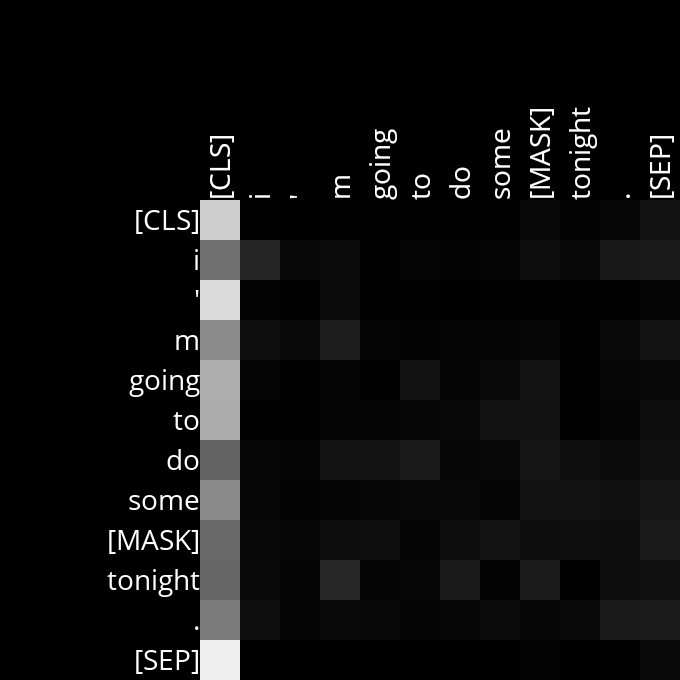 [CLS] i ' m going to do some [MASK] tonight . [SEP]
[CLS]
i
'
m
going
to
do
some
[MASK]
tonight
.
[SEP]